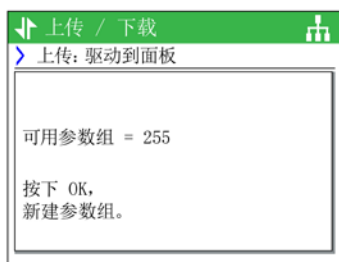 上传 / 下载
上传: 驱动到面板
可用参数组 = 255
按下 OK,
新建参数组。